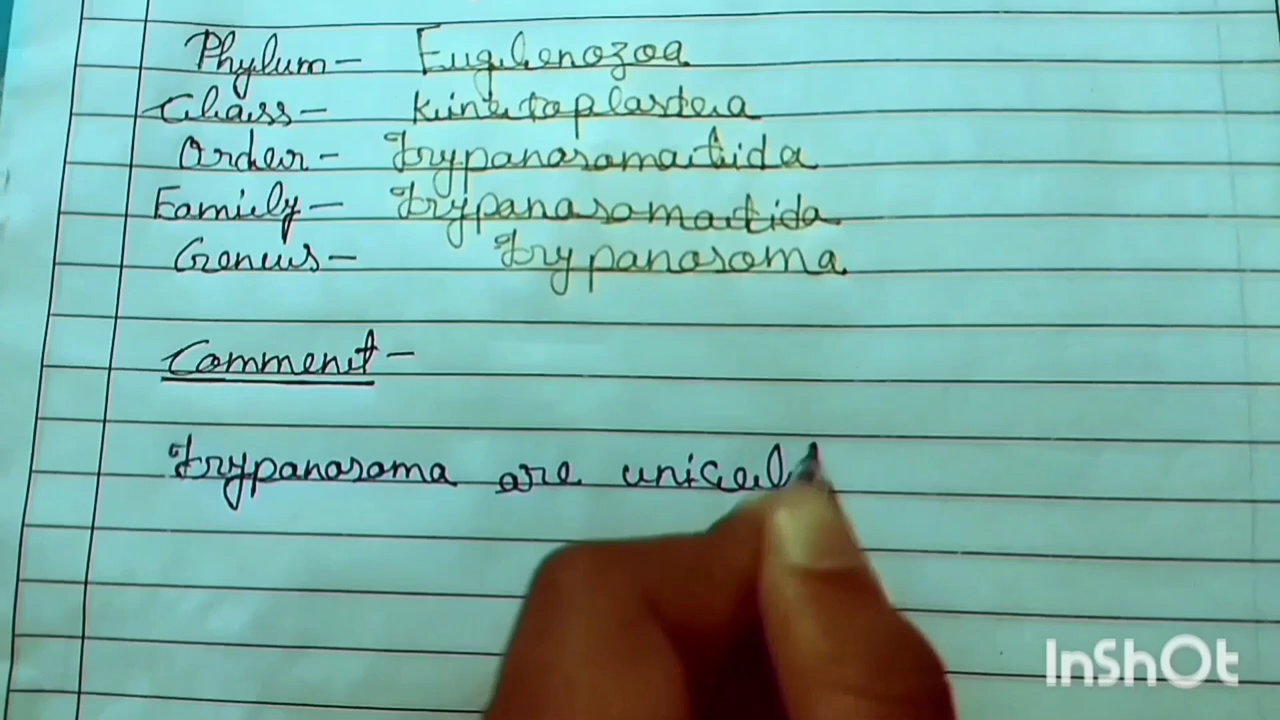 Phylum- Euglenozoa
Class- Kinetoplastea
Order- Trypanosomatida
Family- Trypanosomatida
Genus- Trypanosoma
Comment-
Trypanosoma are unicell
InShOt